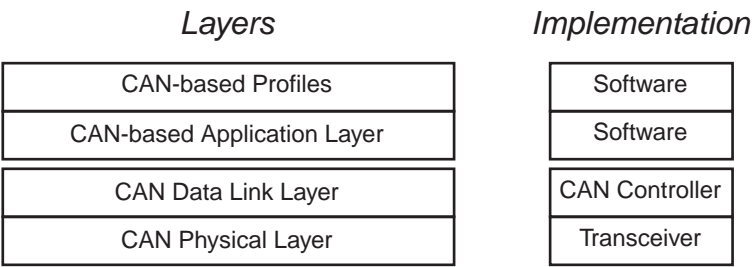 Layers Implementation
CAN-based Profiles Software
CAN-based Application Layer Software
CAN Data Link Layer CAN Controller
CAN Physical Layer Transceiver